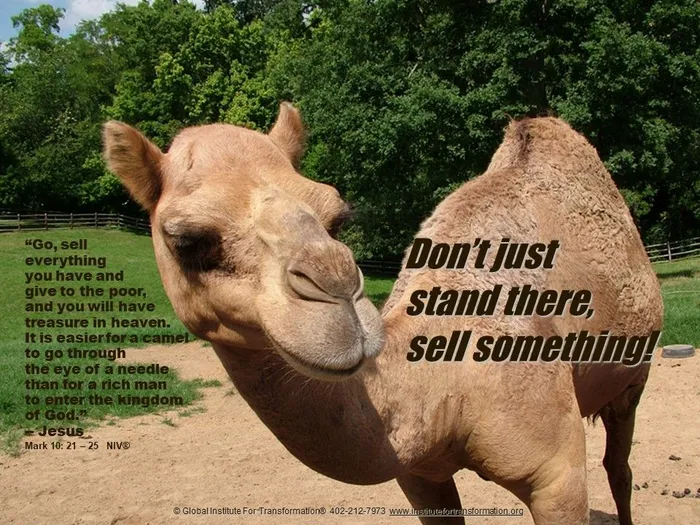 “Go, sell
everything
you have and
give to the poor,
and you will have
treasure in heaven.
It is easier for a camel
to go through
the eye of a needle
than for a rich man
to enter the kingdom
of God.”
– Jesus
Mark 10: 21 – 25 NIV®
Don’t just
stand there,
sell something!
© Global Institute For Transformation® 402-212-7973 www.institutefortransformation.org